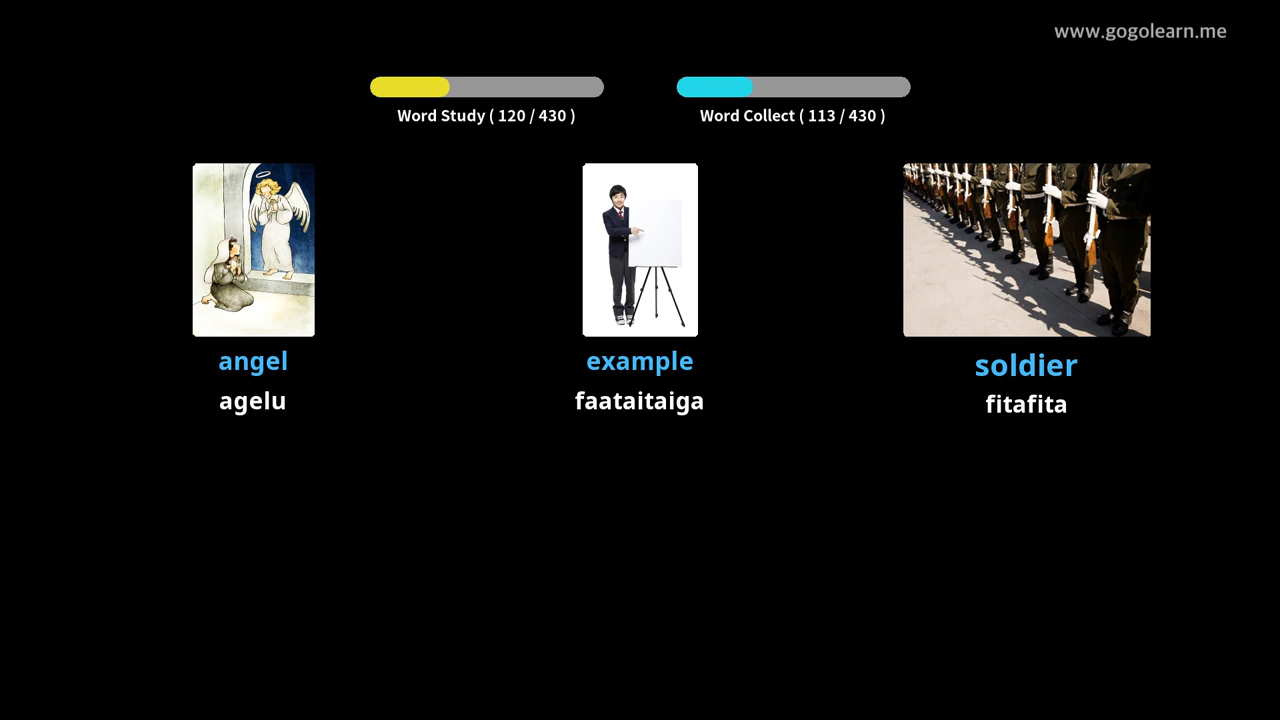 www.gogolearn.me
Word Study ( 120 / 430 )
Word Collect ( 113 / 430 )
angel
example
soldier
agelu
faataitaiga
fitafita